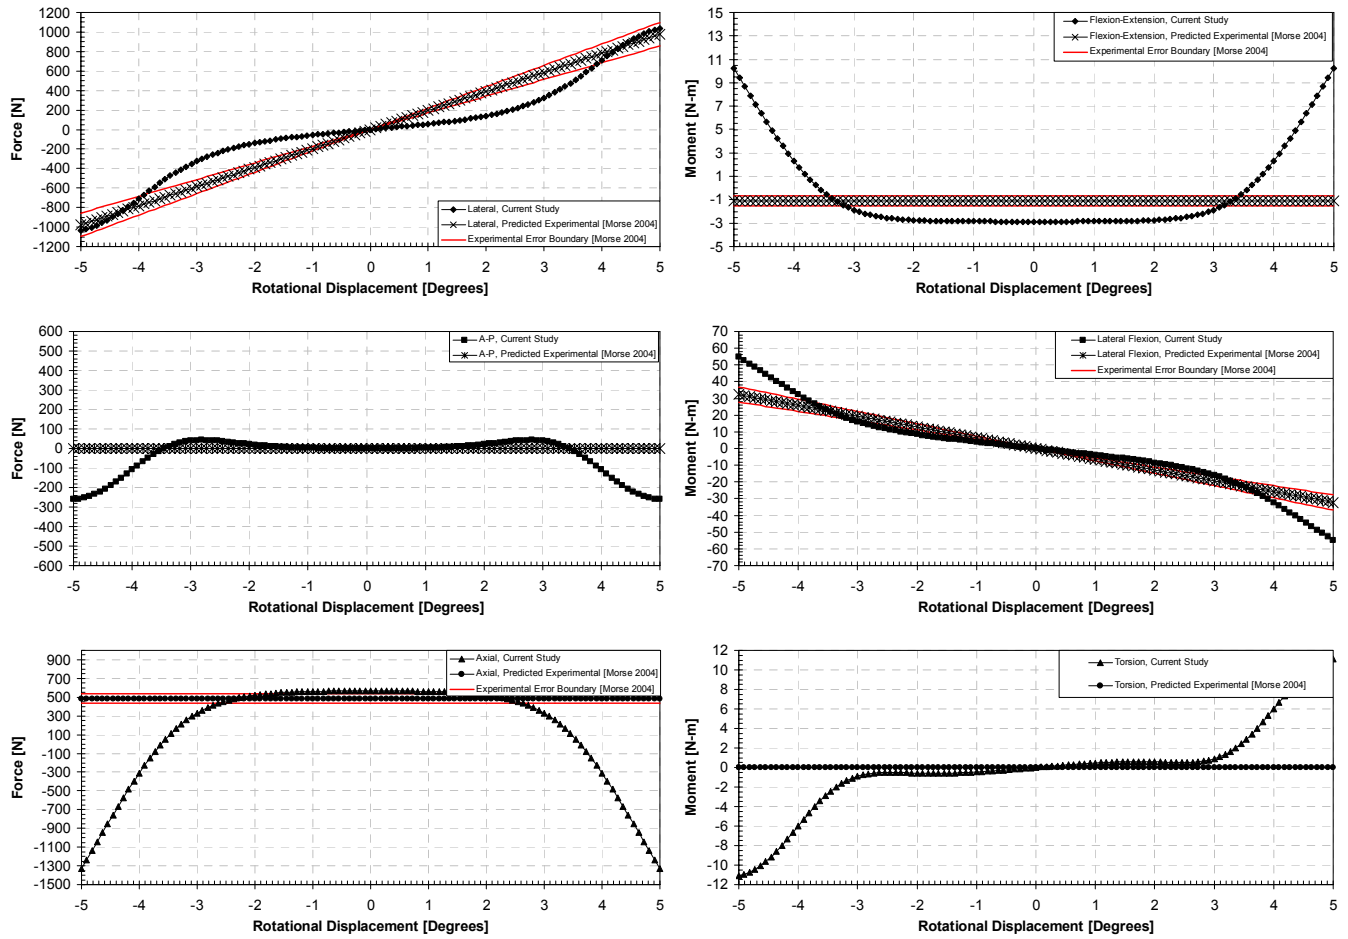 1200
1000
800
600
400
200
0
-200
-400
-600
-800
-1000
-1200
Force [N]
Lateral, Current Study
Lateral, Predicted Experimental [Morse 2004]
Experimental Error Boundary [Morse 2004]
-5 -4 -3 -2 -1 0 1 2 3 4 5
Rotational Displacement [Degrees]
15
13
11
9
7
5
3
1
-1
-3
-5
Moment [N-m]
Flexion-Extension, Current Study
Flexion-Extension, Predicted Experimental [Morse 2004]
Experimental Error Boundary [Morse 2004]
-5 -4 -3 -2 -1 0 1 2 3 4 5
Rotational Displacement [Degrees]
600
500
400
300
200
100
0
-100
-200
-300
-400
-500
-600
Force [N]
A-P, Current Study
A-P, Predicted Experimental [Morse 2004]
-5 -4 -3 -2 -1 0 1 2 3 4 5
Rotational Displacement [Degrees]
70
60
50
40
30
20
10
0
-10
-20
-30
-40
-50
-60
-70
Moment [N-m]
Lateral Flexion, Current Study
Lateral Flexion, Predicted Experimental [Morse 2004]
Experimental Error Boundary [Morse 2004]
-5 -4 -3 -2 -1 0 1 2 3 4 5
Rotational Displacement [Degrees]
900
700
500
300
100
-100
-300
-500
-700
-900
-1100
-1300
-1500
Force [N]
Axial, Current Study
Axial, Predicted Experimental [Morse 2004]
Experimental Error Boundary [Morse 2004]
-5 -4 -3 -2 -1 0 1 2 3 4 5
Rotational Displacement [Degrees]
12
10
8
6
4
2
0
-2
-4
-6
-8
-10
-12
Moment [N-m]
Torsion, Current Study
Torsion, Predicted Experimental [Morse 2004]
-5 -4 -3 -2 -1 0 1 2 3 4 5
Rotational Displacement [Degrees]